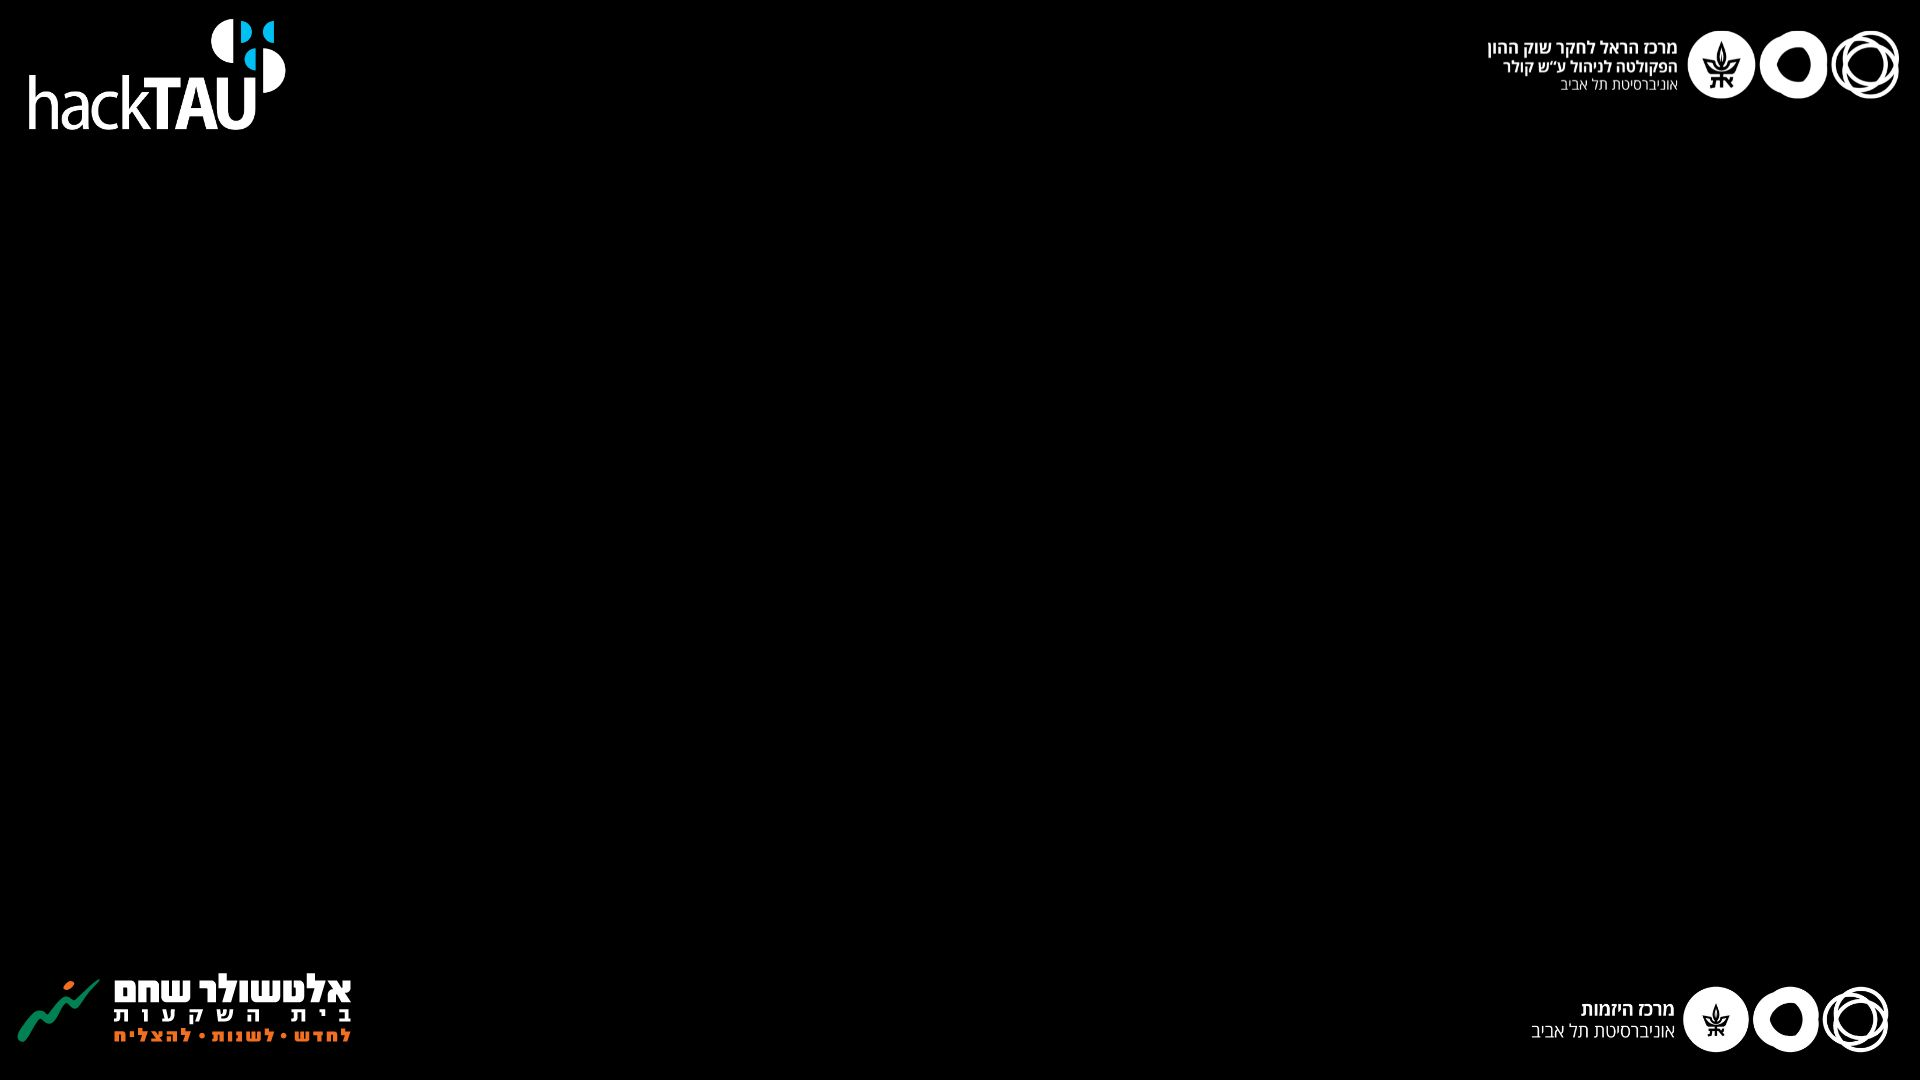 hackTAU
מרכז הראל לחקר שוק ההון
הפקולטה לניהול ע״ש קולר
אוניברסיטת תל אביב
אלטשולר שחם
בית השקעות
לחדש • לשנות • להצליח
מרכז היזמות
אוניברסיטת תל אביב